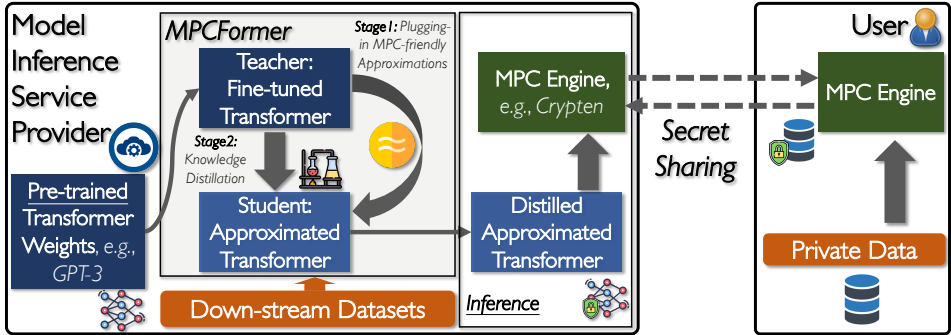 Model
Inference
Service
Provider
Pre-trained
Transformer
Weights, e.g.,
GPT-3
MPCFormer
Teacher:
Fine-tuned
Transformer
Stage1: Plugging-
in MPC-friendly
Approximations
Stage2:
Knowledge
Distillation
Student:
Approximated
Transformer
Down-stream Datasets
MPC Engine,
e.g., Crypten
Distilled
Approximated
Transformer
Inference
Secret
Sharing
User
MPC Engine
Private Data